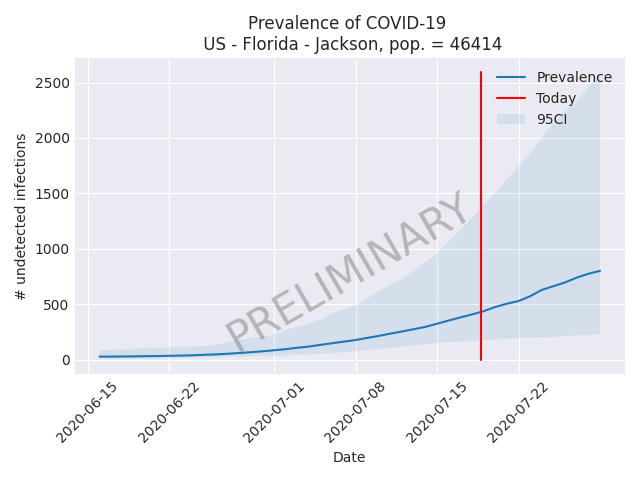 Prevalence of COVID-19
US - Florida - Jackson, pop. = 46414
2500
2000
1500
1000
500
0
# undetected infections
Prevalence
Today
95CI
PRELIMINARY
2020-06-15
2020-06-22
2020-07-01
2020-07-08
2020-07-15
2020-07-22
Date